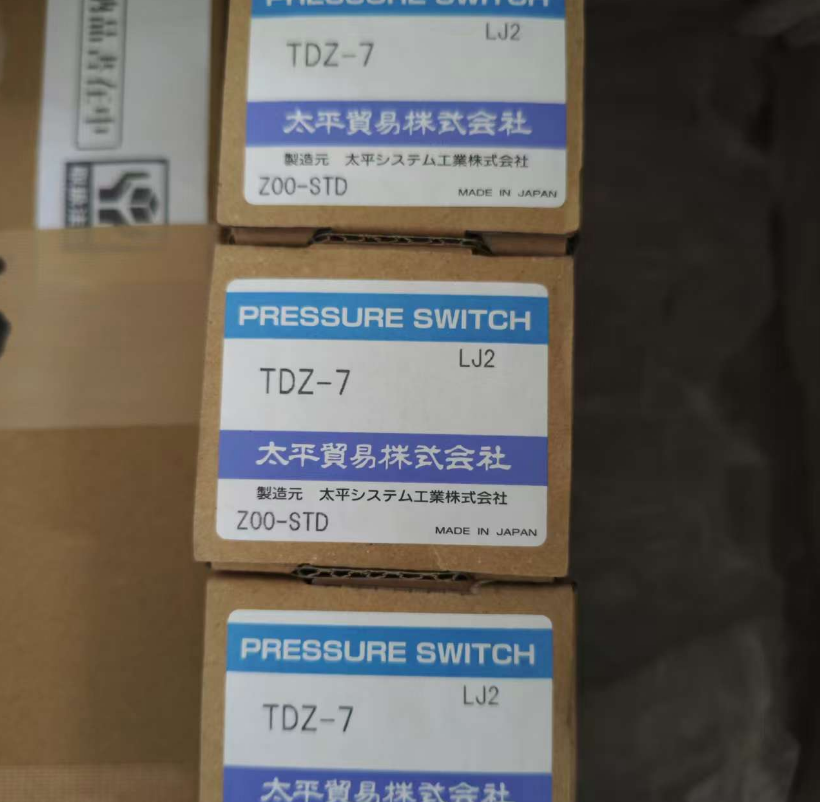 PRESSURE SWITCH
LJ2
TDZ-7
太平貿易株式会社
製造元 太平システム工業株式会社
Z00-STD
MADE IN JAPAN
PRESSURE SWITCH
LJ2
TDZ-7
太平貿易株式会社
製造元 太平システム工業株式会社
Z00-STD
MADE IN JAPAN
PRESSURE SWITCH
LJ2
TDZ-7
太平貿易株式会社